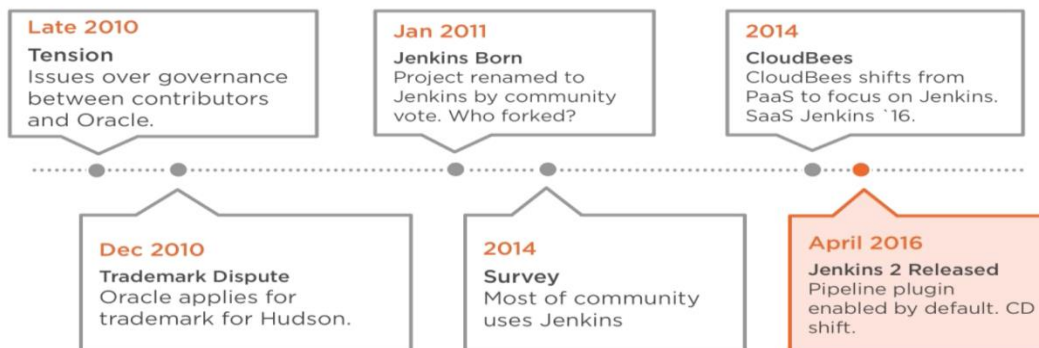 Late 2010
Tension
Issues over governance
between contributors
and Oracle.
Dec 2010
Trademark Dispute
Oracle applies for
trademark for Hudson.
Jan 2011
Jenkins Born
Project renamed to
Jenkins by community
vote. Who forked?
2014
Survey
Most of community
uses Jenkins
2014
CloudBees
CloudBees shifts from
PaaS to focus on Jenkins.
SaaS Jenkins `16.
April 2016
Jenkins 2 Released
Pipeline plugin
enabled by default. CD
shift.